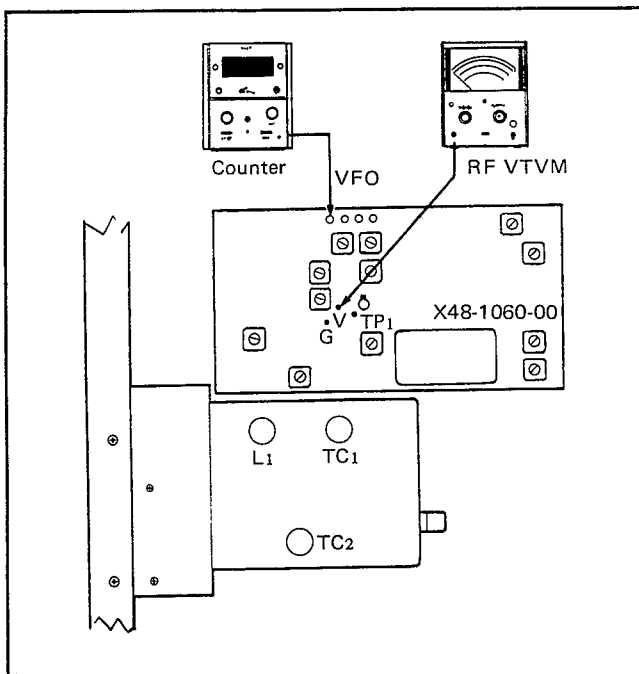 Counter
RF VTVM
VFO
X48-1060-00
V
TP1
G
L1
TC1
TC2